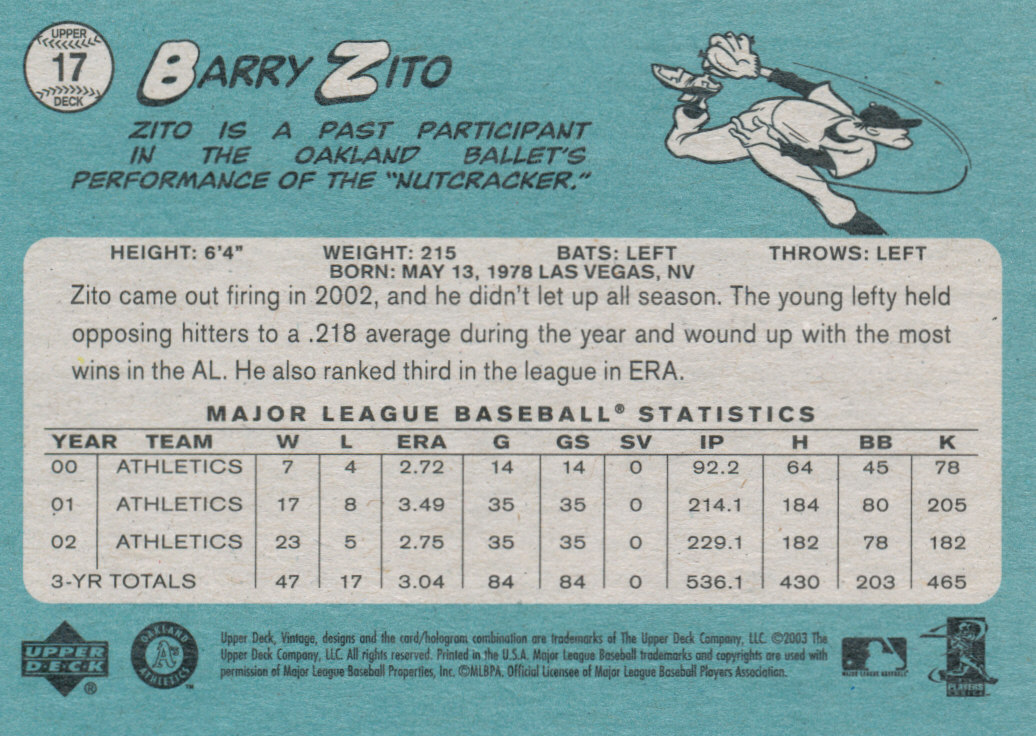 UPPER
17
DECK
BARRY ZITO
ZITO IS A PAST PARTICIPANT
IN THE OAKLAND BALLET'S
PERFORMANCE OF THE "NUTCRACKER."
HEIGHT: 6'4" WEIGHT: 215 BATS: LEFT THROWS: LEFT
BORN: MAY 13, 1978 LAS VEGAS, NV
Zito came out firing in 2002, and he didn't let up all season. The young lefty held
opposing hitters to a .218 average during the year and wound up with the most
wins in the AL. He also ranked third in the league in ERA.
MAJOR LEAGUE BASEBALL® STATISTICS
YEAR TEAM W L ERA G GS SV IP H BB K
00 ATHLETICS 7 4 2.72 14 14 0 92.2 64 45 78
01 ATHLETICS 17 8 3.49 35 35 0 214.1 184 80 205
02 ATHLETICS 23 5 2.75 35 35 0 229.1 182 78 182
3-YR TOTALS 47 17 3.04 84 84 0 536.1 430 203 465
UPPER
DECK ®
OAKLAND
A's
ATHLETICS ™
Upper Deck, Vintage, designs and the card/hologram combination are trademarks of The Upper Deck Company, LLC. ©2003 The
Upper Deck Company, LLC. All rights reserved. Printed in the U.S.A. Major League Baseball trademarks and copyrights are used with
permission of Major League Baseball Properties, Inc. ©MLBPA. Official Licensee of Major League Baseball Players Association.
MAJOR LEAGUE BASEBALL
PLAYERS
CHOICE